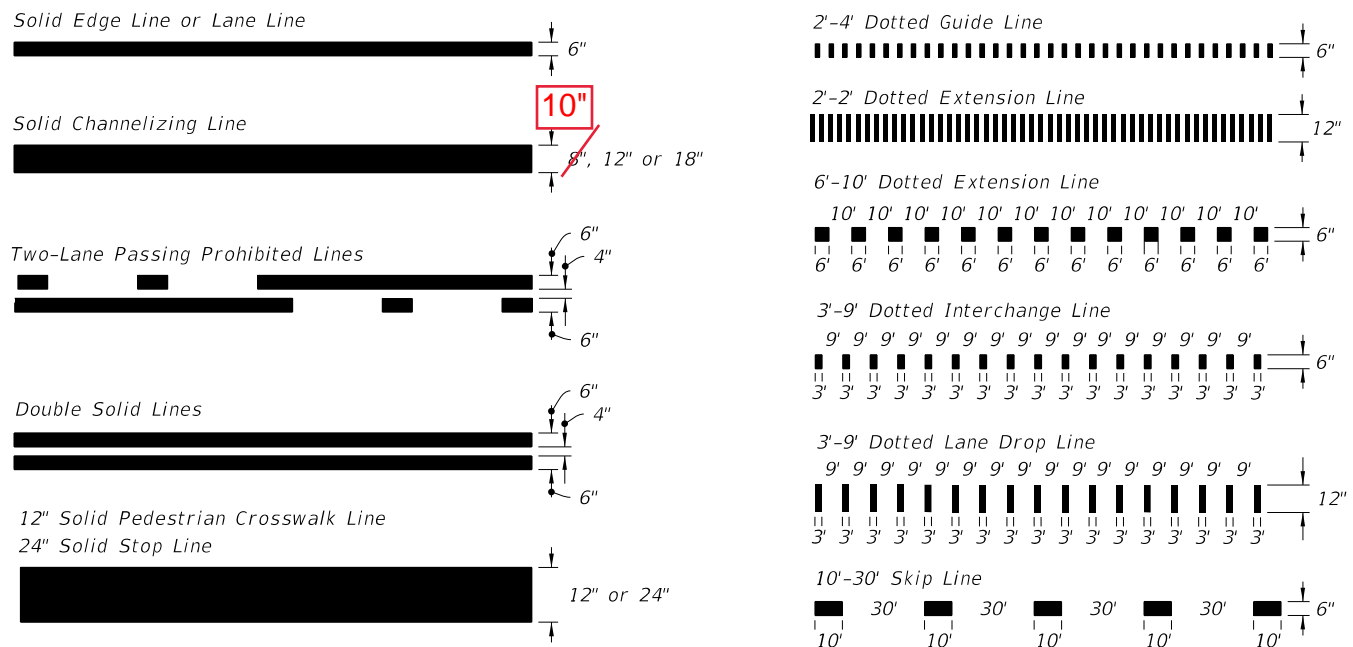 Solid Edge Line or Lane Line
6"
10"
Solid Channelizing Line
8", 12" or 18"
Two-Lane Passing Prohibited Lines
6"
4"
6"
Double Solid Lines
6"
4"
6"
12" Solid Pedestrian Crosswalk Line
24" Solid Stop Line
12" or 24"
2'-4' Dotted Guide Line
6"
2'-2' Dotted Extension Line
12"
6'-10' Dotted Extension Line
10' 10' 10' 10' 10' 10' 10' 10' 10' 10' 10' 10'
6"
6' 6' 6' 6' 6' 6' 6' 6' 6' 6' 6' 6' 6'
3'-9' Dotted Interchange Line
9' 9' 9' 9' 9' 9' 9' 9' 9' 9' 9' 9' 9' 9' 9' 9'
6"
3' 3' 3' 3' 3' 3' 3' 3' 3' 3' 3' 3' 3' 3' 3' 3' 3'
3'-9' Dotted Lane Drop Line
9' 9' 9' 9' 9' 9' 9' 9' 9' 9' 9' 9' 9' 9' 9' 9'
12"
3' 3' 3' 3' 3' 3' 3' 3' 3' 3' 3' 3' 3' 3' 3' 3' 3'
10'-30' Skip Line
30' 30' 30' 30'
6"
10' 10' 10' 10' 10'